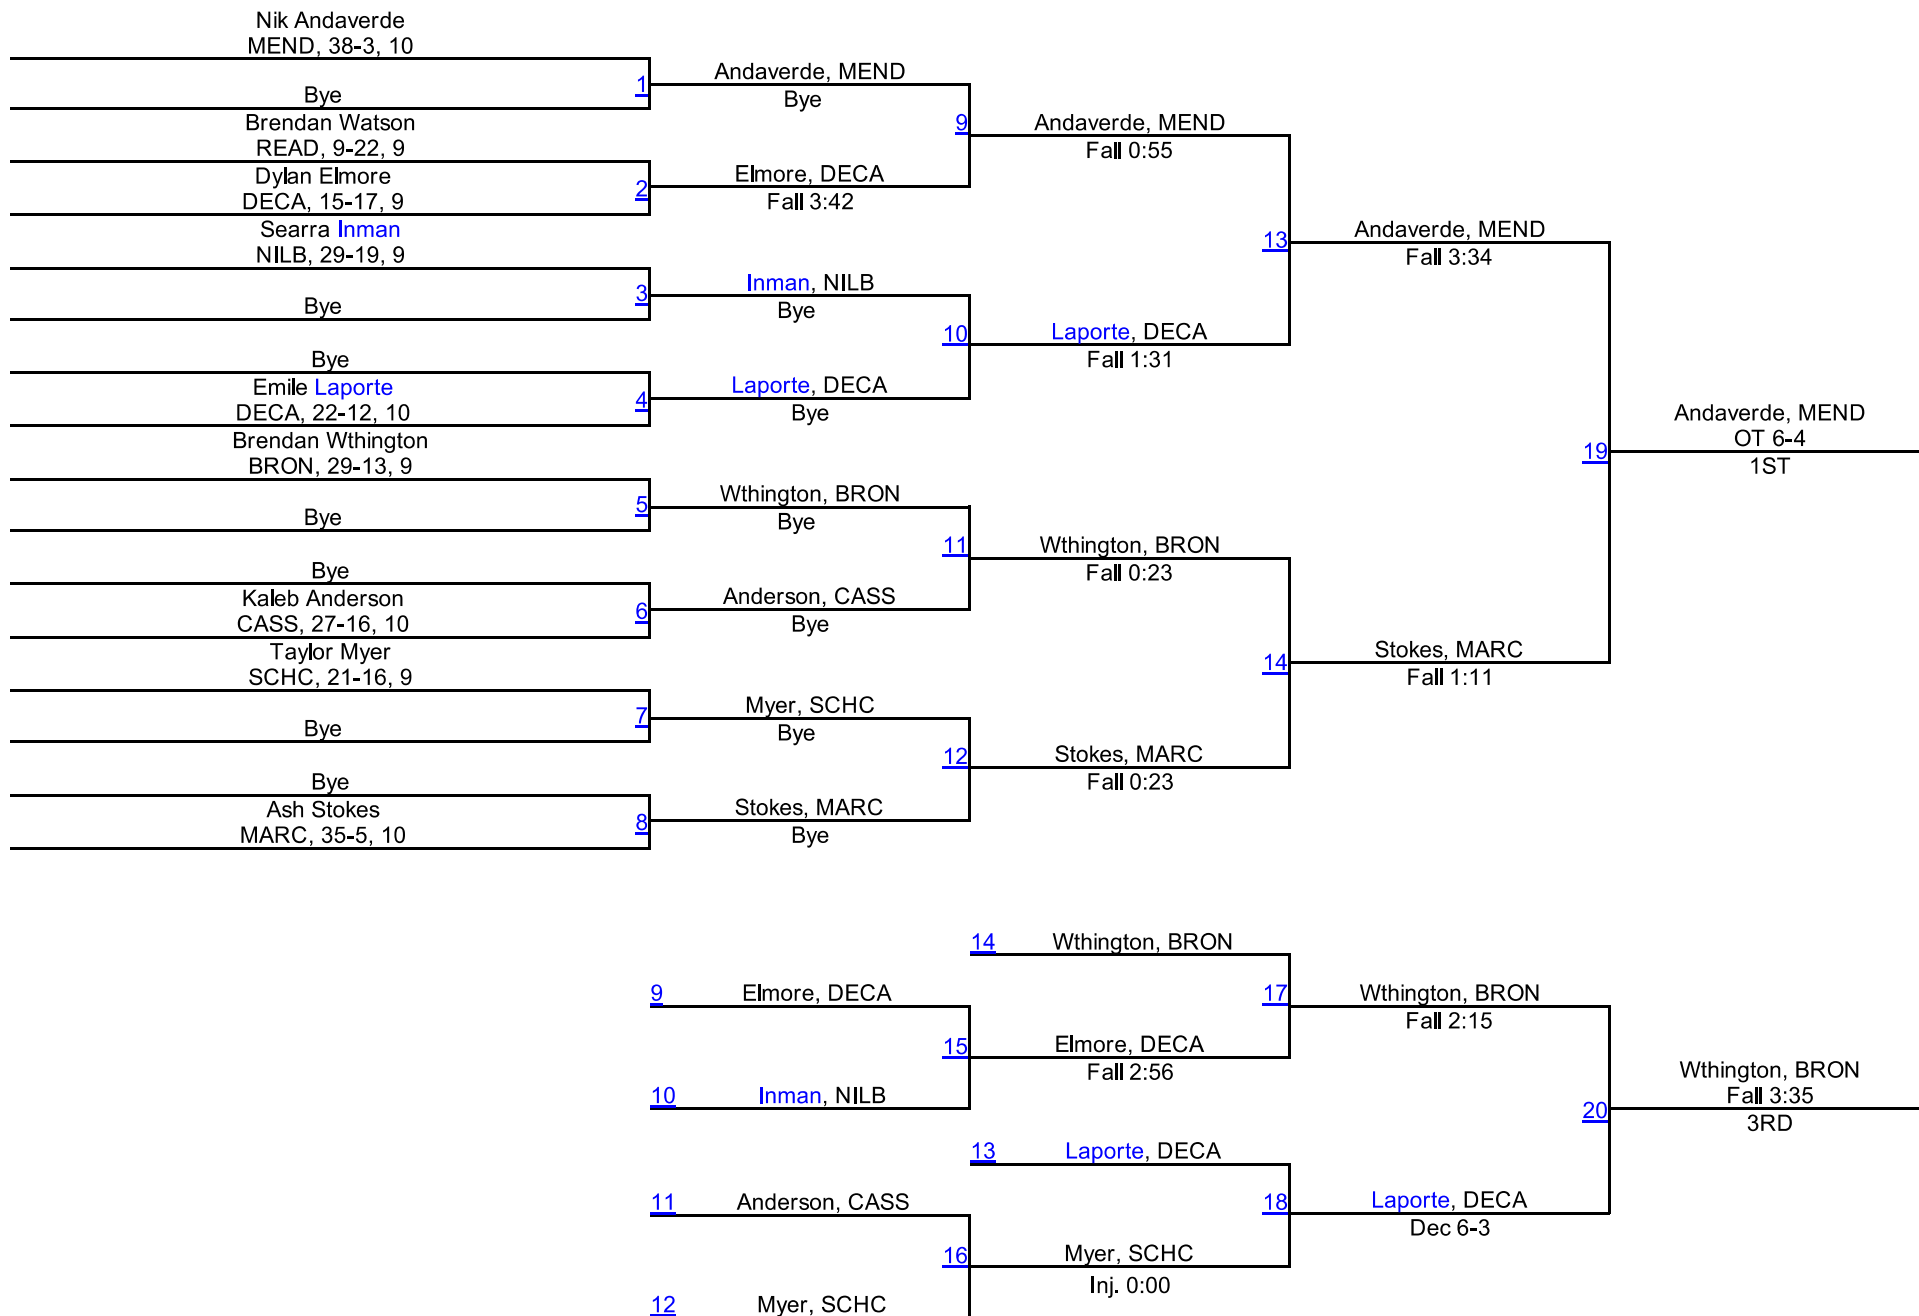 Nik Andaverde
MEND, 38-3, 10
1
Bye
Brendan Watson
READ, 9-22, 9
2
Dylan Elmore
DECA, 15-17, 9
Searra Inman
NILB, 29-19, 9
3
Bye
Bye
4
Emile Laporte
DECA, 22-12, 10
Brendan Wthington
BRON, 29-13, 9
5
Bye
Bye
6
Kaleb Anderson
CASS, 27-16, 10
Taylor Myer
SCHC, 21-16, 9
7
Bye
Bye
8
Ash Stokes
MARC, 35-5, 10
Andaverde, MEND
Bye
9
Elmore, DECA
Fall 3:42
Inman, NILB
Bye
10
Laporte, DECA
Bye
Wthington, BRON
Bye
11
Anderson, CASS
Bye
Myer, SCHC
Bye
12
Stokes, MARC
Bye
Andaverde, MEND
Fall 0:55
13
Laporte, DECA
Fall 1:31
Wthington, BRON
Fall 0:23
14
Stokes, MARC
Fall 0:23
Andaverde, MEND
Fall 3:34
19
Stokes, MARC
Fall 1:11
Andaverde, MEND
OT 6-4
1ST
14 Wthington, BRON
9 Elmore, DECA
17
Wthington, BRON
Fall 2:15
15
Elmore, DECA
Fall 2:56
10 Inman, NILB
20
Wthington, BRON
Fall 3:35
3RD
13 Laporte, DECA
11 Anderson, CASS
18
Laporte, DECA
Dec 6-3
16
Myer, SCHC
Inj. 0:00
12 Myer, SCHC